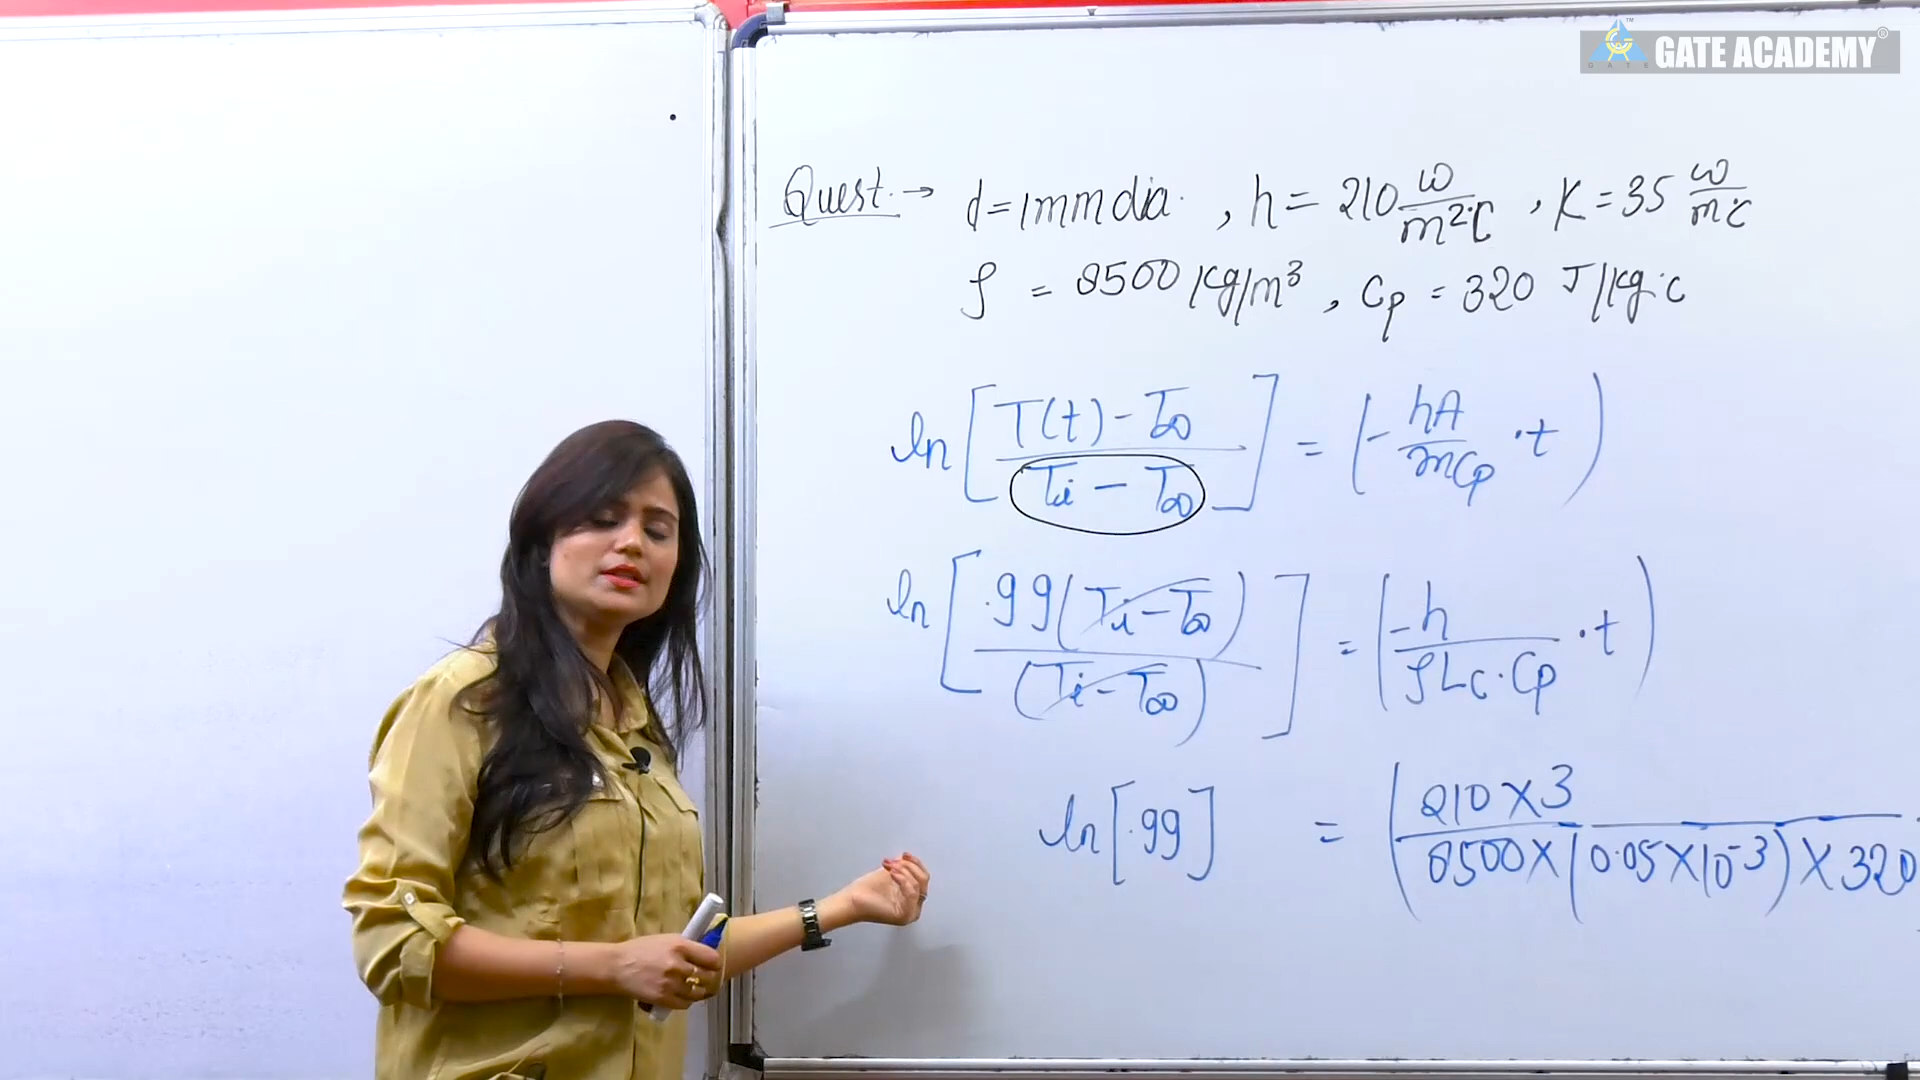 GATE ACADEMY®
GATE
Quest. → d = 1mm dia. , h = 210 W/m²°C , K = 35 W/m°C
ρ = 8500 Kg/m³ , Cp = 320 J/Kg°C
ln [ (T(t) - T∞) / (Ti - T∞) ] = ( - hA/mCp . t )
ln [ .99(Ti - T∞) / (Ti - T∞) ] = ( -h / ρLc.Cp . t )
ln [.99] = ( 210 X 3 / 8500 X (0.05 X 10⁻³) X 320